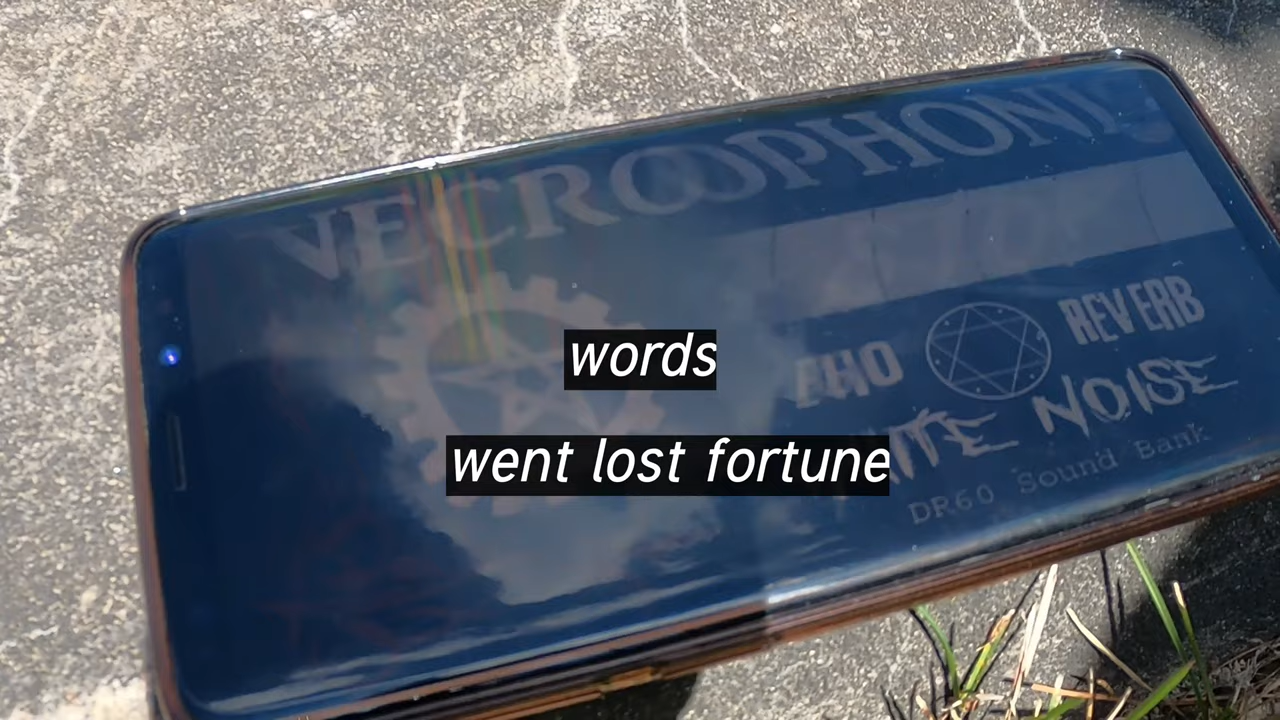 NECROPHONI
REVERB
words
NOISE
went lost fortune
DR60 Sound Bank